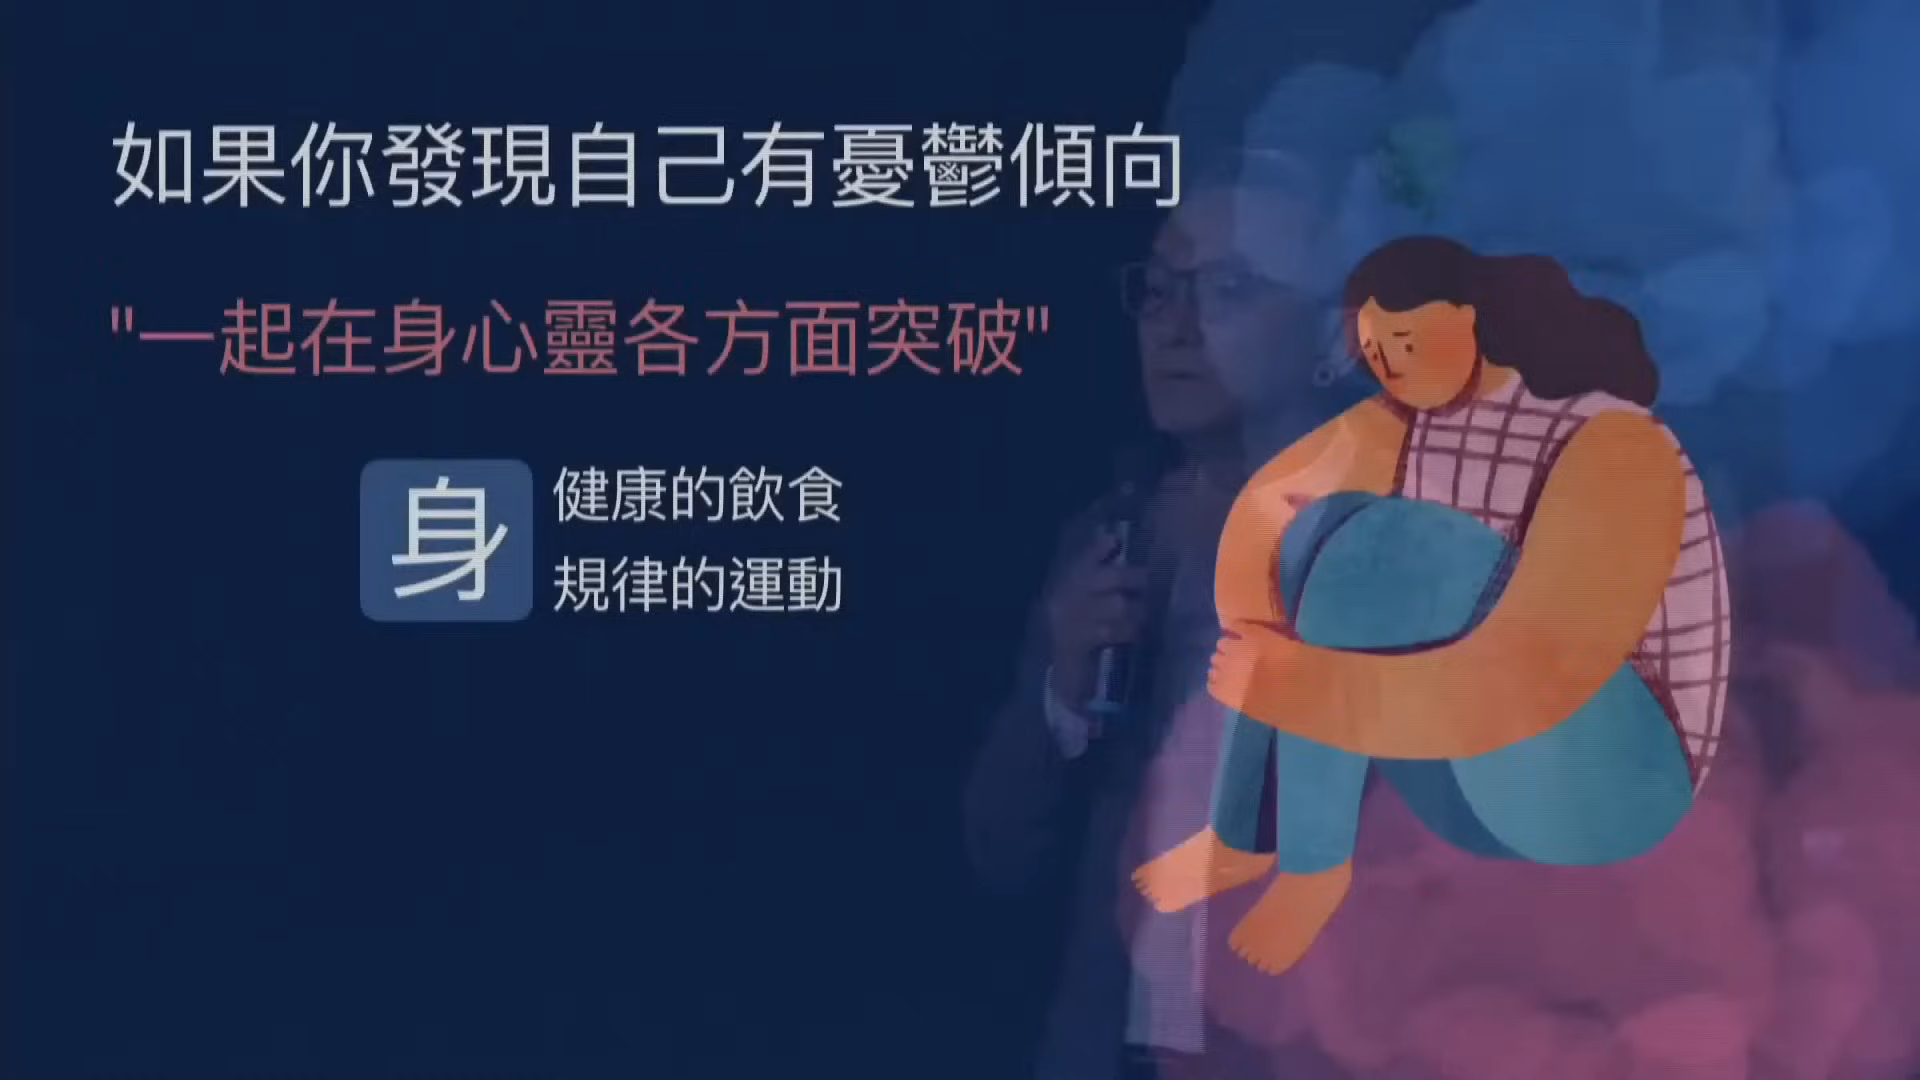 如果你發現自己有憂鬱傾向
"一起在身心靈各方面突破"
身
健康的飲食
規律的運動